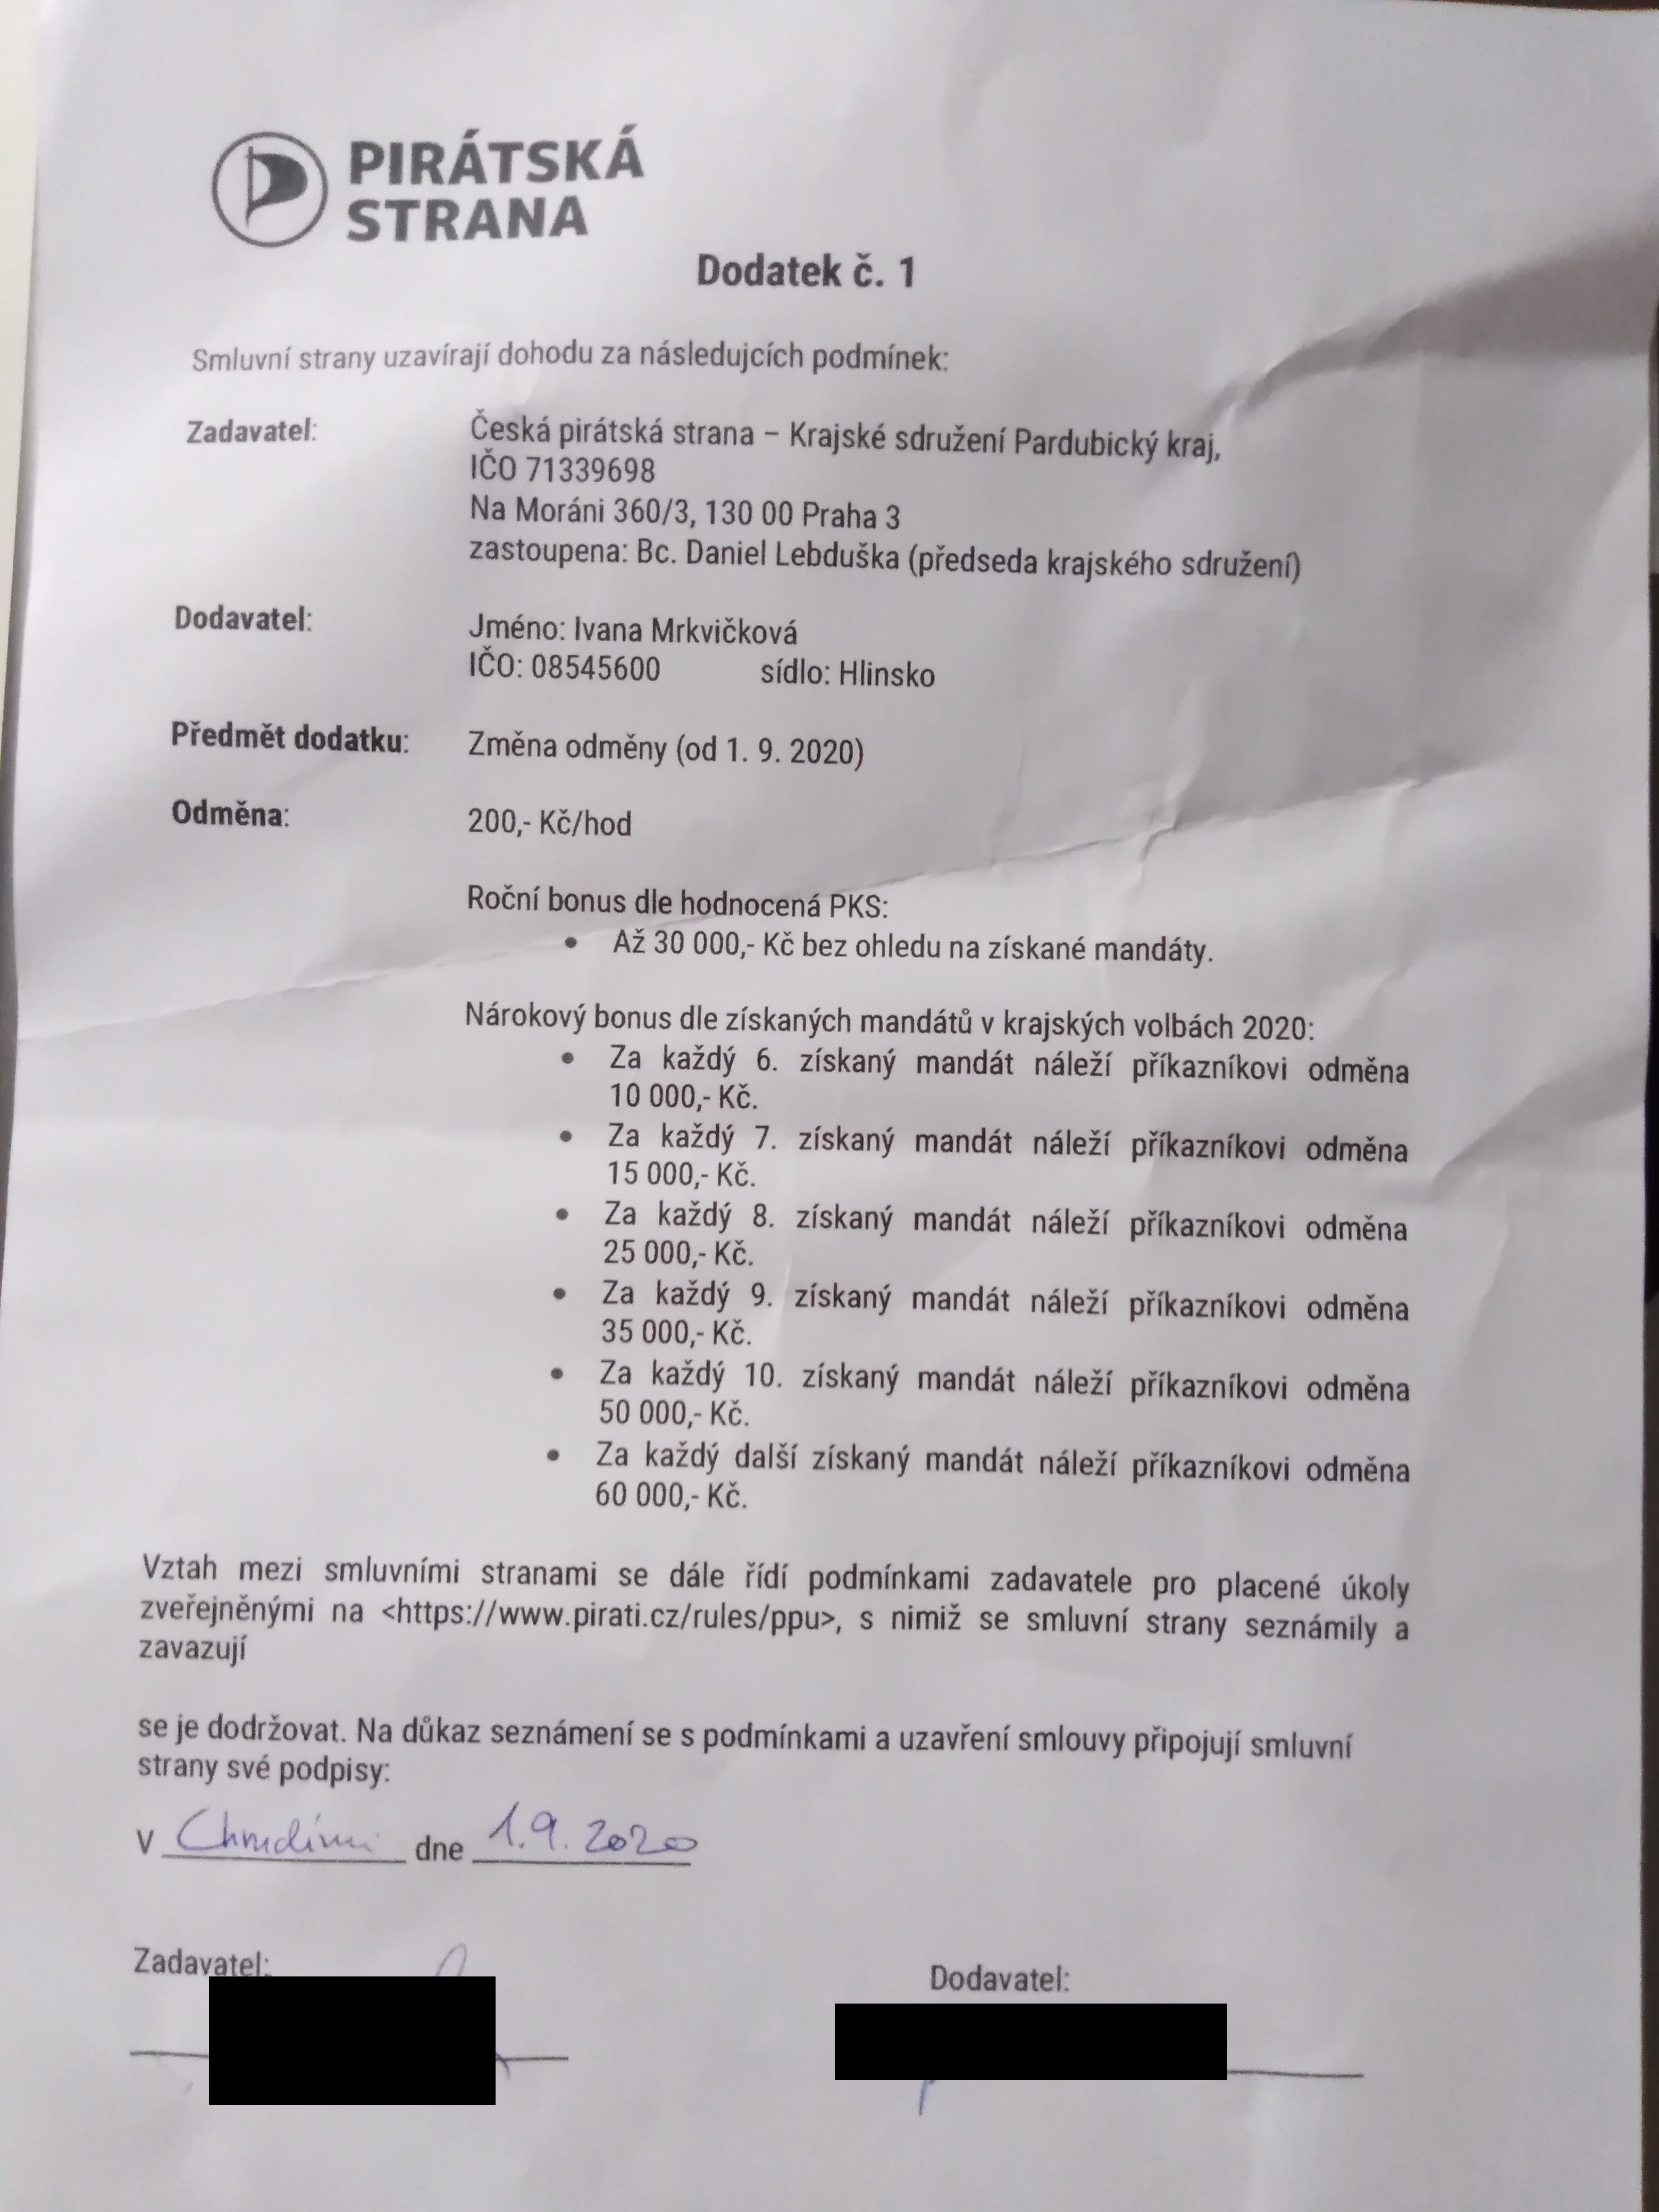 PIRÁTSKÁ
STRANA
Dodatek č. 1
Smluvní strany uzavírají dohodu za následujcích podmínek:
Zadavatel: Česká pirátská strana – Krajské sdružení Pardubický kraj,
IČO 71339698
Na Moráni 360/3, 130 00 Praha 3
zastoupena: Bc. Daniel Lebduška (předseda krajského sdružení)
Dodavatel: Jméno: Ivana Mrkvičková
IČO: 08545600 sídlo: Hlinsko
Předmět dodatku: Změna odměny (od 1. 9. 2020)
Odměna: 200,- Kč/hod
Roční bonus dle hodnocená PKS:
• Až 30 000,- Kč bez ohledu na získané mandáty.
Nárokový bonus dle získaných mandátů v krajských volbách 2020:
• Za každý 6. získaný mandát náleží příkazníkovi odměna
10 000,- Kč.
• Za každý 7. získaný mandát náleží příkazníkovi odměna
15 000,- Kč.
• Za každý 8. získaný mandát náleží příkazníkovi odměna
25 000,- Kč.
• Za každý 9. získaný mandát náleží příkazníkovi odměna
35 000,- Kč.
• Za každý 10. získaný mandát náleží příkazníkovi odměna
50 000,- Kč.
• Za každý další získaný mandát náleží příkazníkovi odměna
60 000,- Kč.
Vztah mezi smluvními stranami se dále řídí podmínkami zadavatele pro placené úkoly
zveřejněnými na <https://www.pirati.cz/rules/ppu>, s nimiž se smluvní strany seznámily a
zavazují
se je dodržovat. Na důkaz seznámení se s podmínkami a uzavření smlouvy připojují smluvní
strany své podpisy:
V Chrudimi dne 1.9.2020
Zadavatel: Dodavatel: